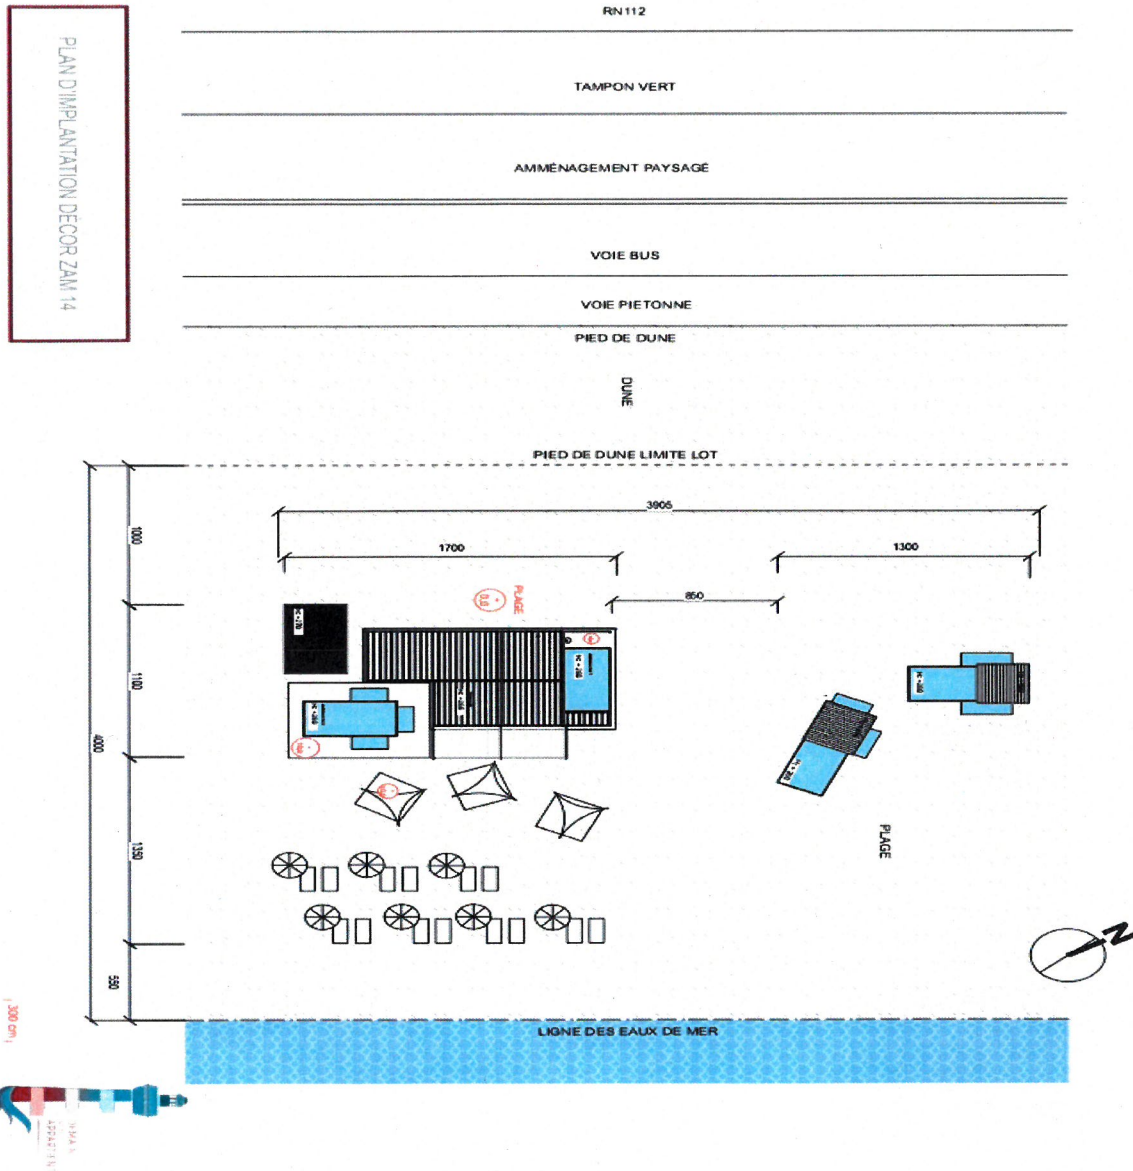 RN112
TAMPON VERT
AMMÉNAGEMENT PAYSAGÉ
VOIE BUS
VOIE PIETONNE
PIED DE DUNE
DUNE
PIED DE DUNE LIMITE LOT
PLAN D'IMPLANTATION DECOR ZAM 14
3905
1700
1300
850
1000
1100
1350
550
4000
PLAGE
0.0
PLAGE
N
LIGNE DES EAUX DE MER
300 cm